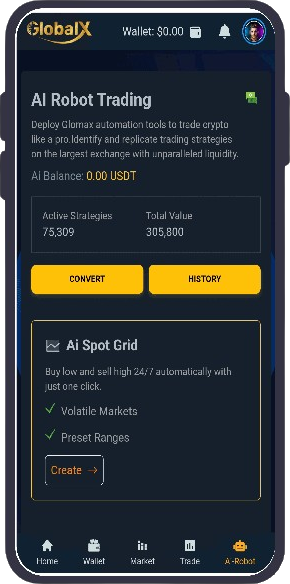 GlobalX
Wallet: $0.00
AI Robot Trading
Deploy Glomax automation tools to trade crypto
like a pro.Identify and replicate trading strategies
on the largest exchange with unparalleled liquidity.
Ai Balance: 0.00 USDT
Active Strategies
Total Value
75,309
305,800
CONVERT
HISTORY
Ai Spot Grid
Buy low and sell high 24/7 automatically with
just one click.
Volatile Markets
Preset Ranges
Create →
Home
Wallet
Market
Trade
Ai-Robot